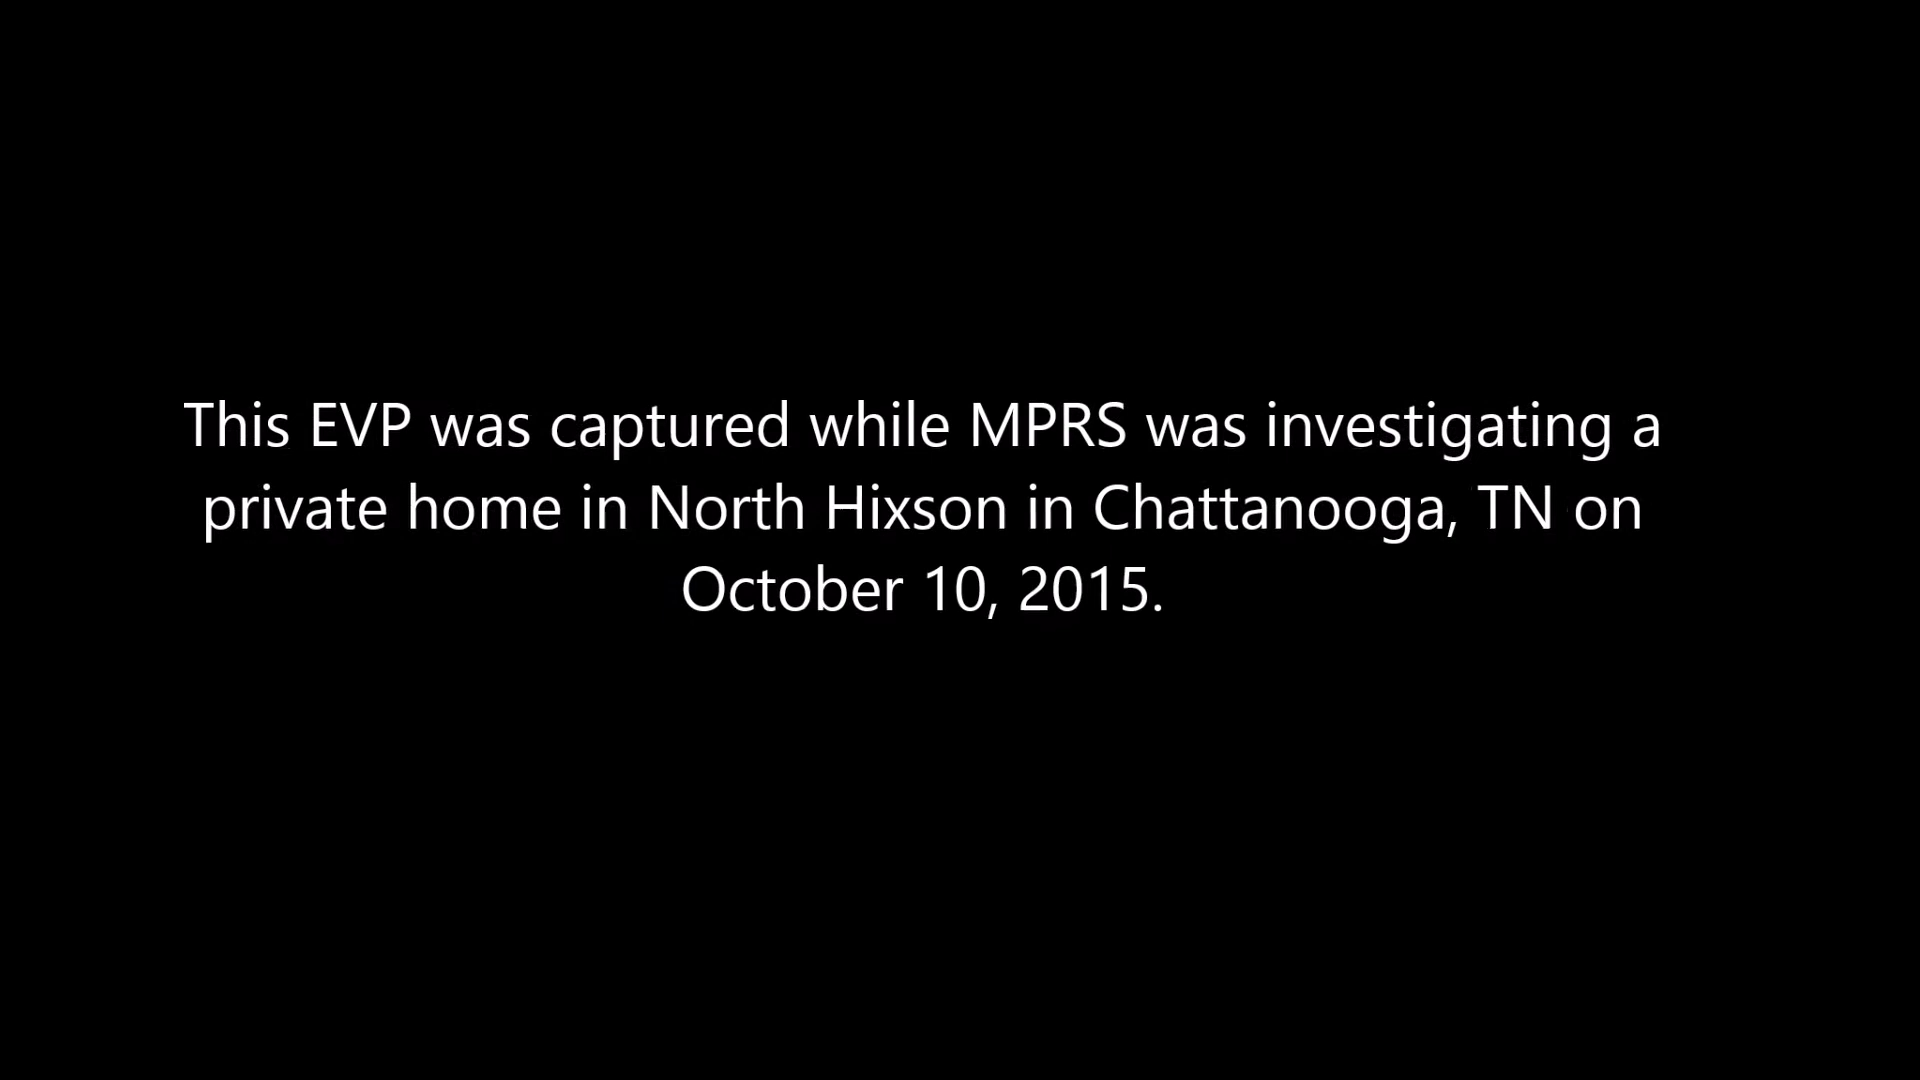 This EVP was captured while MPRS was investigating a
private home in North Hixson in Chattanooga, TN on
October 10, 2015.